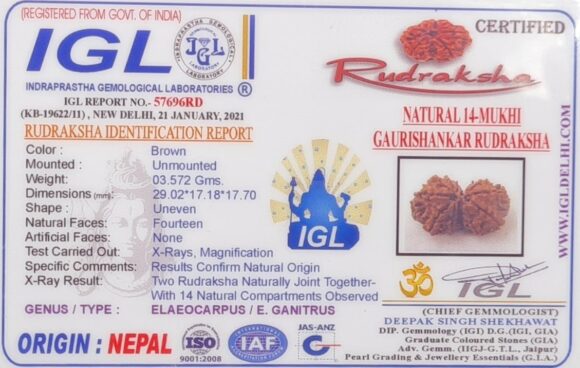 (REGISTERED FROM GOVT. OF INDIA)
IGL
INDRAPRASTHA GEMOLOGICAL LABORATORY
JGL
LABORATORY
INDRAPRASTHA GEMOLOGICAL LABORATORIES ®
IGL REPORT NO.- 57696RD
(KB-19622/11) , NEW DELHI, 21 JANUARY, 2021
RUDRAKSHA IDENTIFICATION REPORT
Color : Brown
Mounted : Unmounted
Weight: 03.572 Gms.
Dimensions (mm): 29.02*17.18*17.70
Shape : Uneven
Natural Faces: Fourteen
Artificial Faces: None
Test Carried Out: X-Rays, Magnification
Specific Comments: Results Confirm Natural Origin
X-Ray Result: Two Rudraksha Naturally Joint Together-
With 14 Natural Compartments Observed
GENUS / TYPE : ELAEOCARPUS / E. GANITRUS
ORIGIN : NEPAL
ISO
9001:2008
IAF
JAS-ANZ
C
IGL
CERTIFIED
Rudraksha
NATURAL 14-MUKHI
GAURISHANKAR RUDRAKSHA
WWW.IGLDELHI.COM
ॐ
IGL
(CHIEF GEMMOLOGIST)
DEEPAK SINGH SHEKHAWAT
DIP. Gemmology (IGI) D.G.(IGI, GIA)
Graduate Coloured Stones (GIA)
Adv. Gemm. (IIGJ-G.T.L., Jaipur)
Pearl Grading & Jewellery Essentials (G.I.A.)